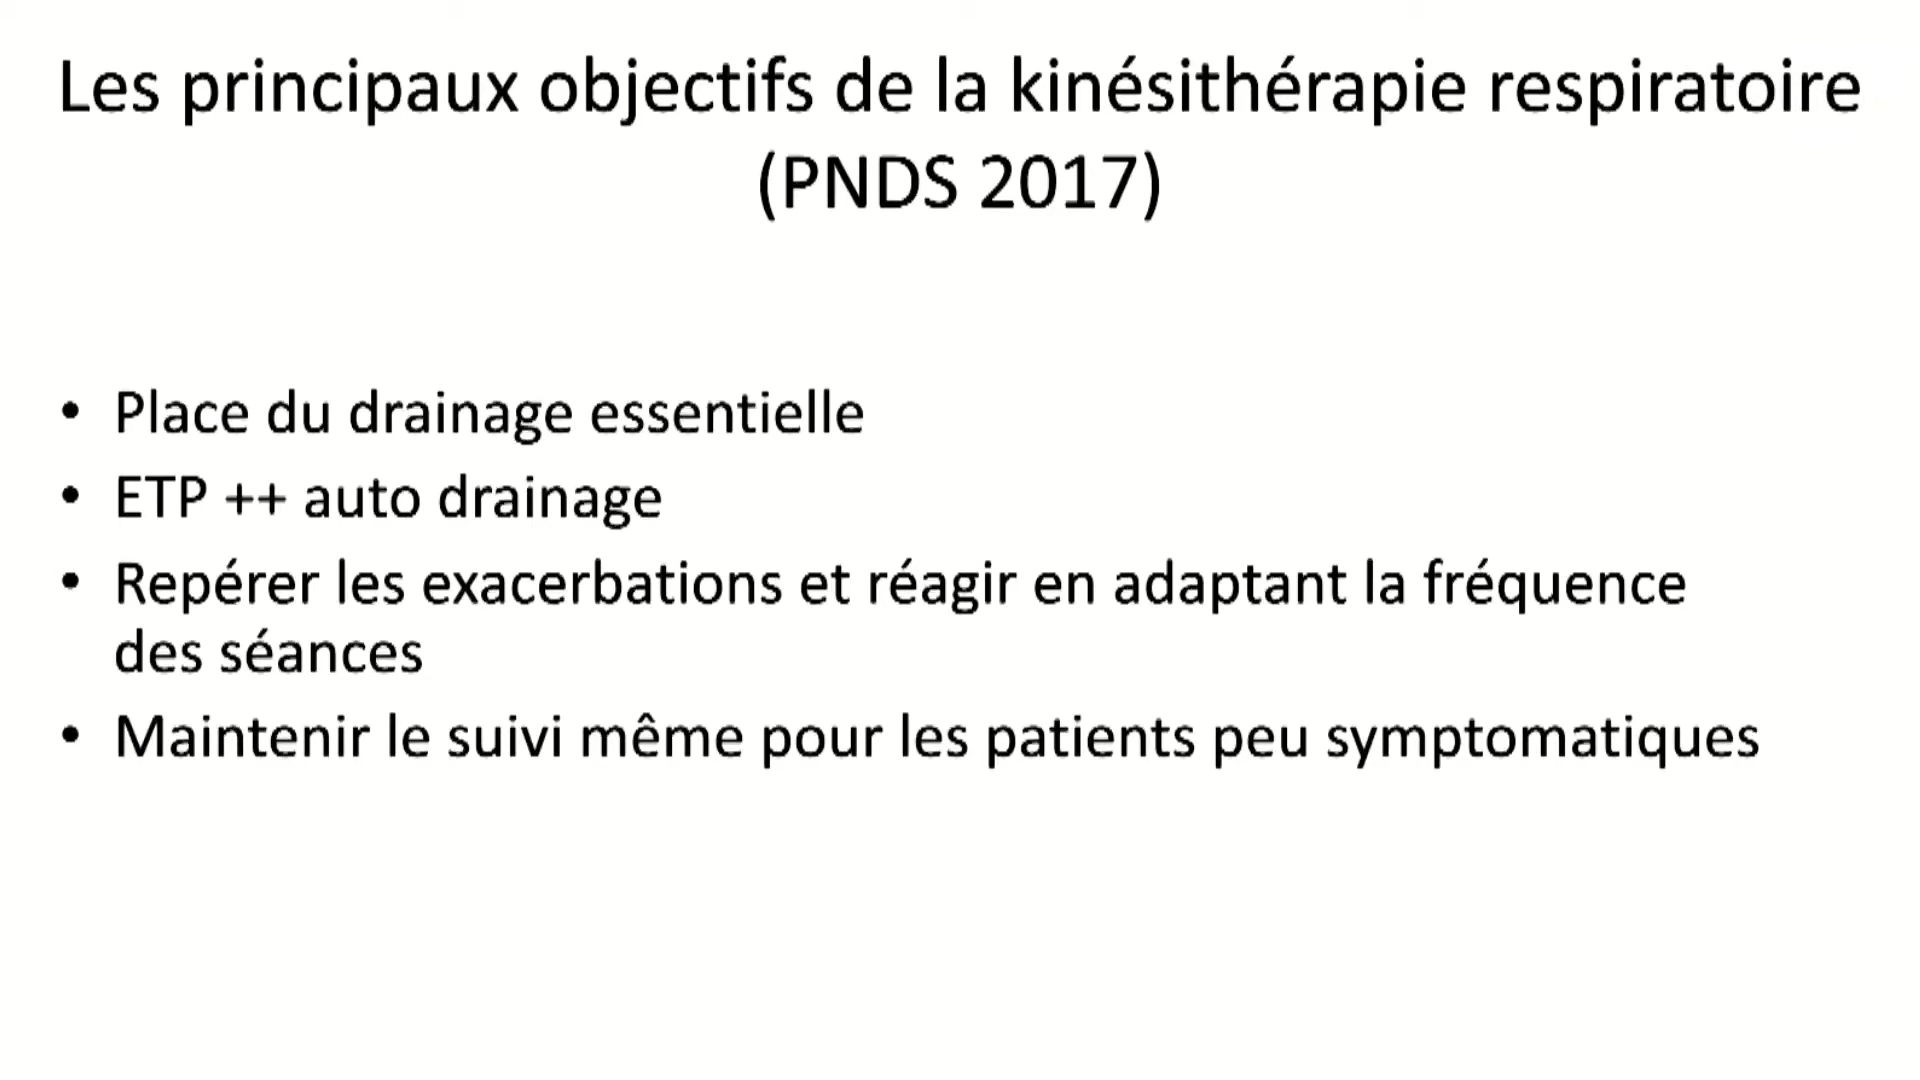 Les principaux objectifs de la kinésithérapie respiratoire
(PNDS 2017)
• Place du drainage essentielle
• ETP ++ auto drainage
• Repérer les exacerbations et réagir en adaptant la fréquence
des séances
• Maintenir le suivi même pour les patients peu symptomatiques